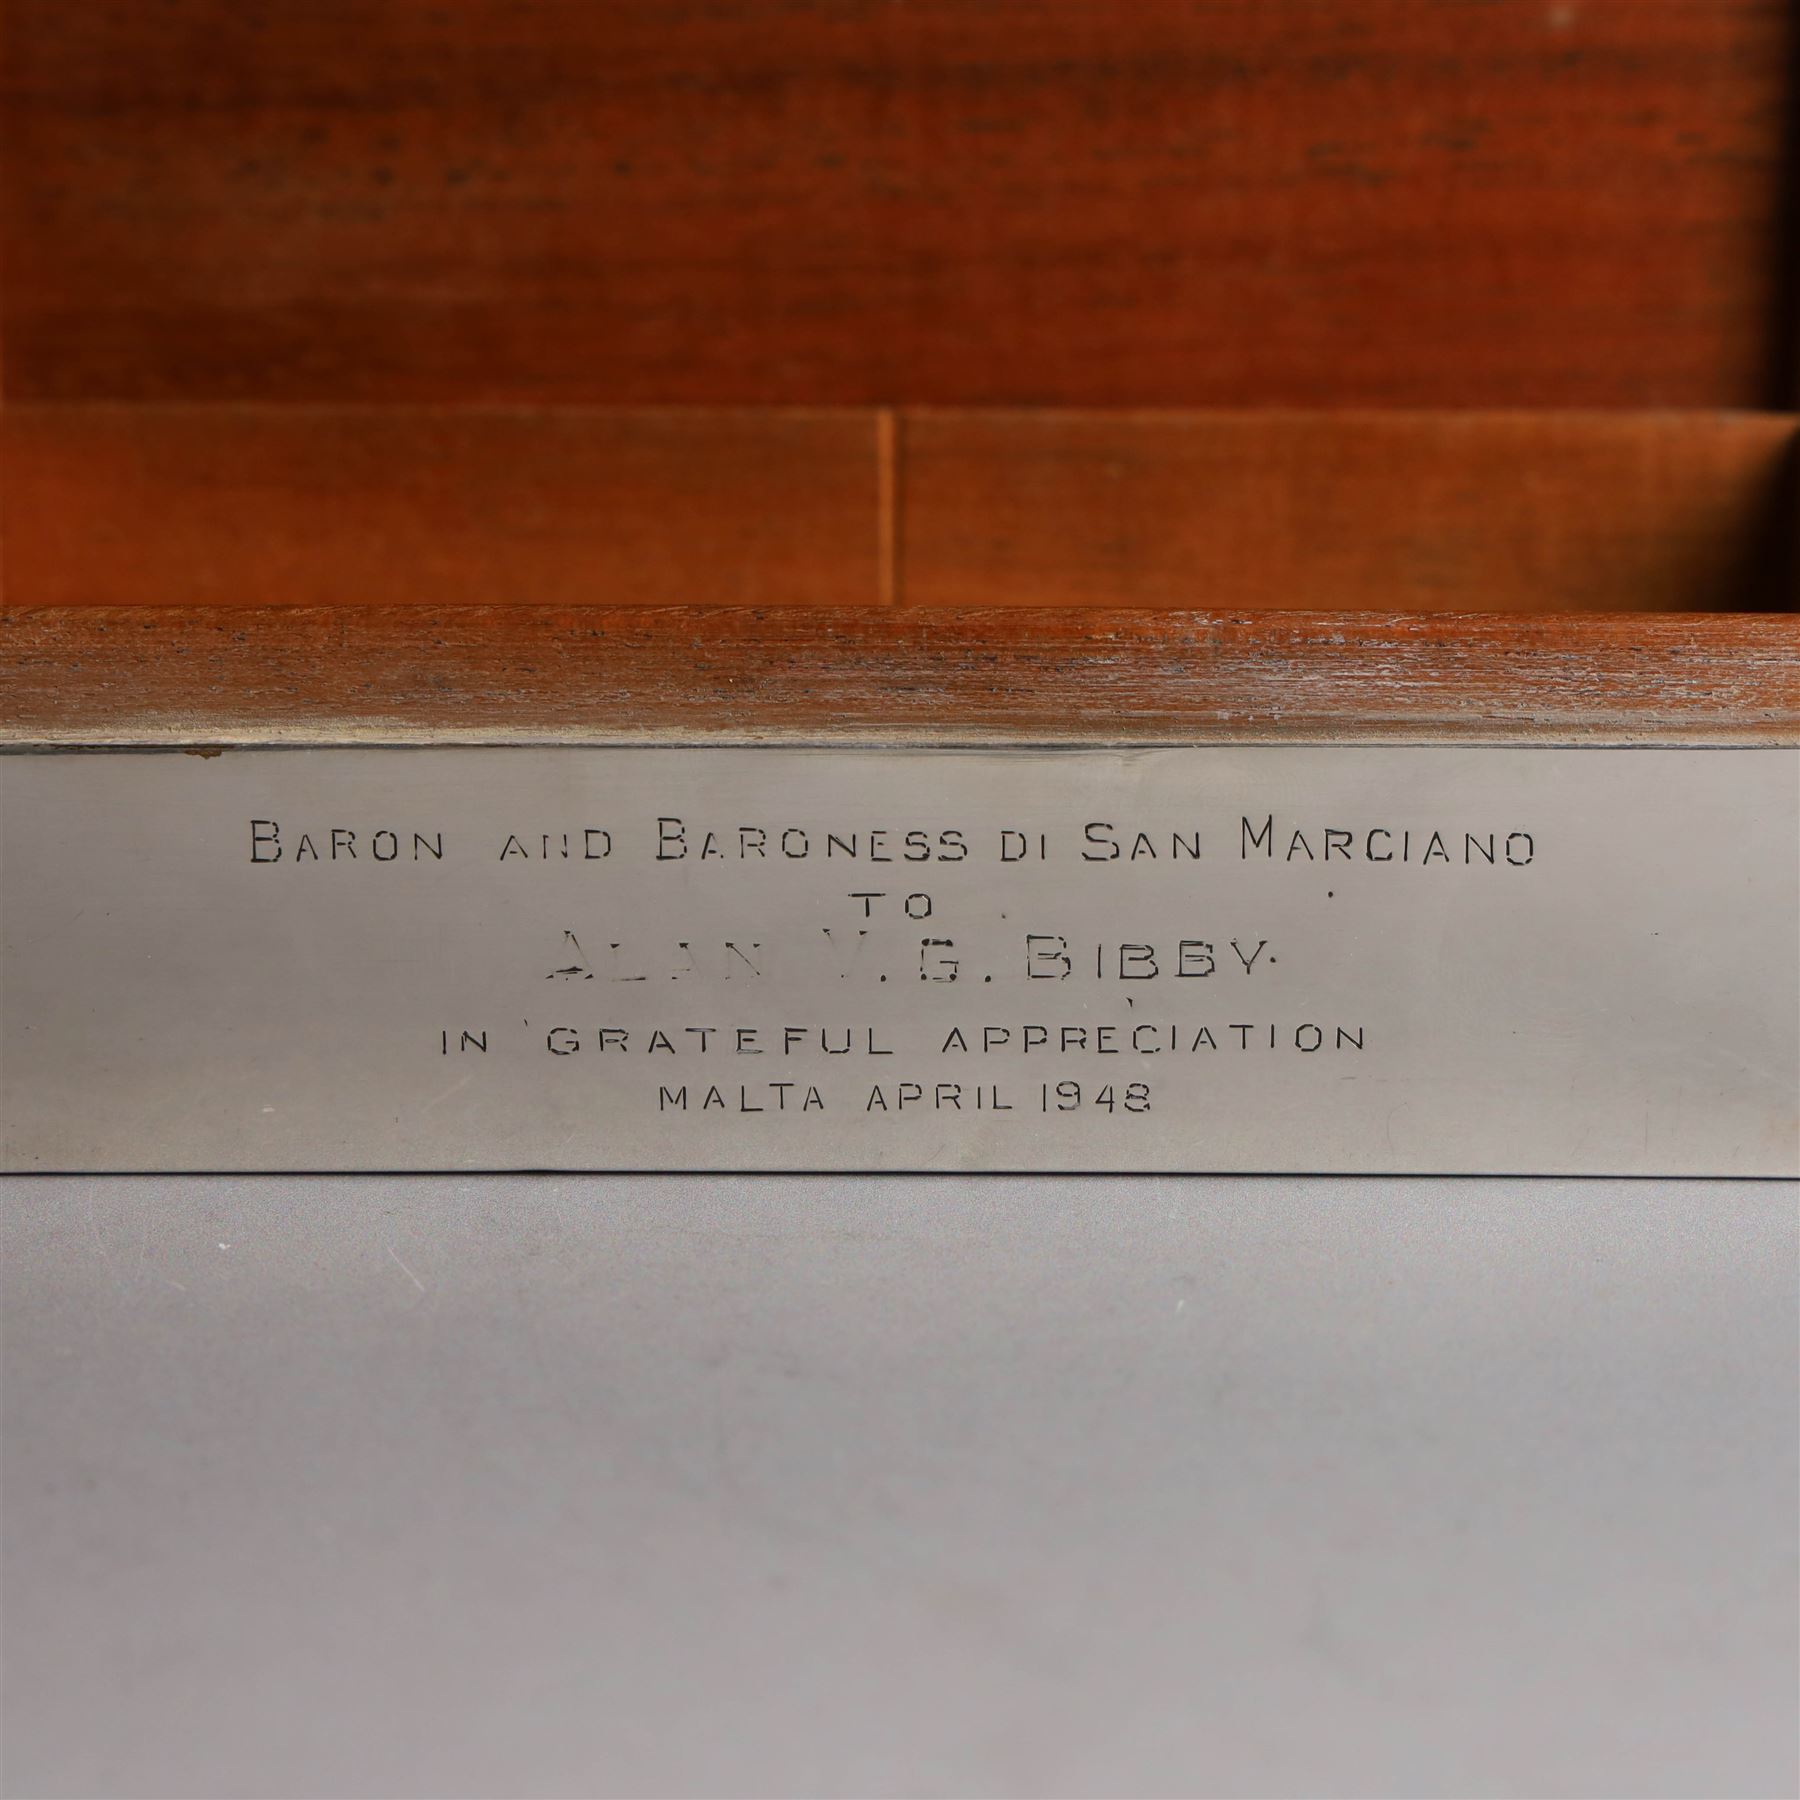 BARON AND BARONESS DI SAN MARCIANO
TO
ALAN V. G. BIBBY.
IN GRATEFUL APPRECIATION
MALTA APRIL 1948